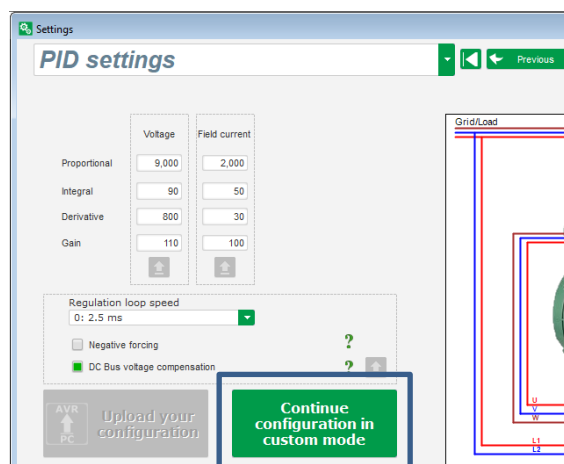 Settings
PID settings
Previous
Grid/Load
Voltage Field current
Proportional 9,000 2,000
Integral 90 50
Derivative 800 30
Gain 110 100
Regulation loop speed
0: 2.5 ms
Negative forcing ?
DC Bus voltage compensation ?
AVR
PC
Upload your
configuration
Continue
configuration in
custom mode
U
V
W
L1
L2